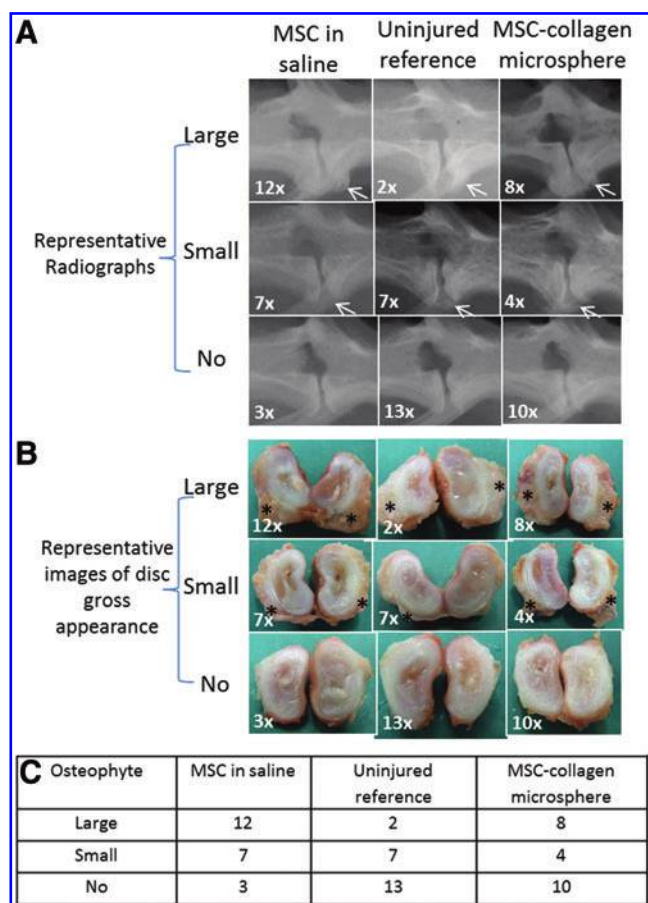 A
MSC in saline
Uninjured reference
MSC-collagen microsphere
Representative Radiographs
Large
12x
2x
8x
Small
7x
7x
4x
No
3x
13x
10x
B
Representative images of disc gross appearance
Large
* * * * * *
12x
2x
8x
Small
* * * * *
7x
7x
4x
No
3x
13x
10x
C
Osteophyte MSC in saline Uninjured reference MSC-collagen microsphere
Large 12 2 8
Small 7 7 4
No 3 13 10